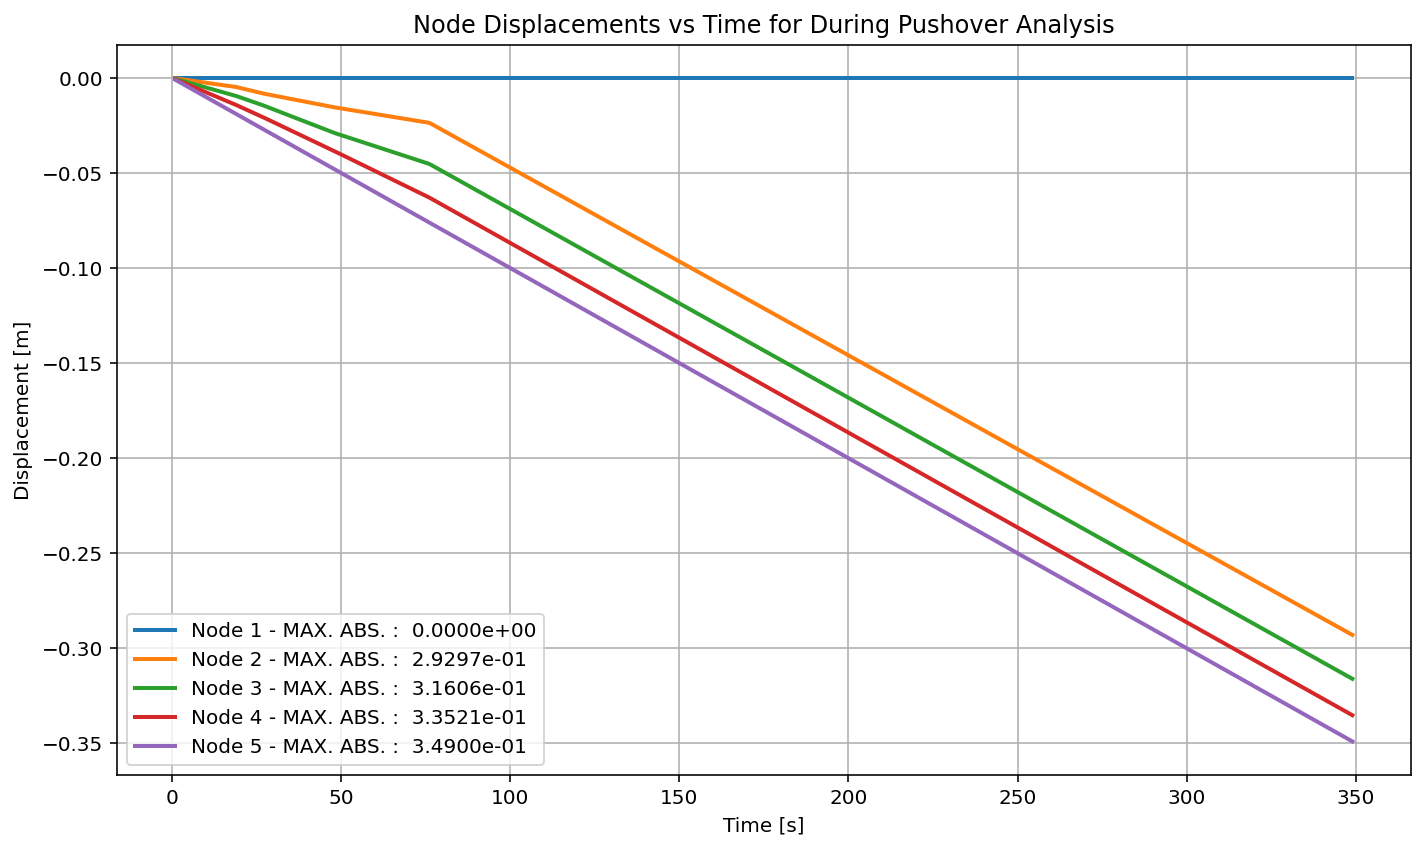 Node Displacements vs Time for During Pushover Analysis
Displacement [m]
0.00
−0.05
−0.10
−0.15
−0.20
−0.25
−0.30
−0.35
Node 1 - MAX. ABS. :  0.0000e+00
Node 2 - MAX. ABS. :  2.9297e-01
Node 3 - MAX. ABS. :  3.1606e-01
Node 4 - MAX. ABS. :  3.3521e-01
Node 5 - MAX. ABS. :  3.4900e-01
0 50 100 150 200 250 300 350
Time [s]